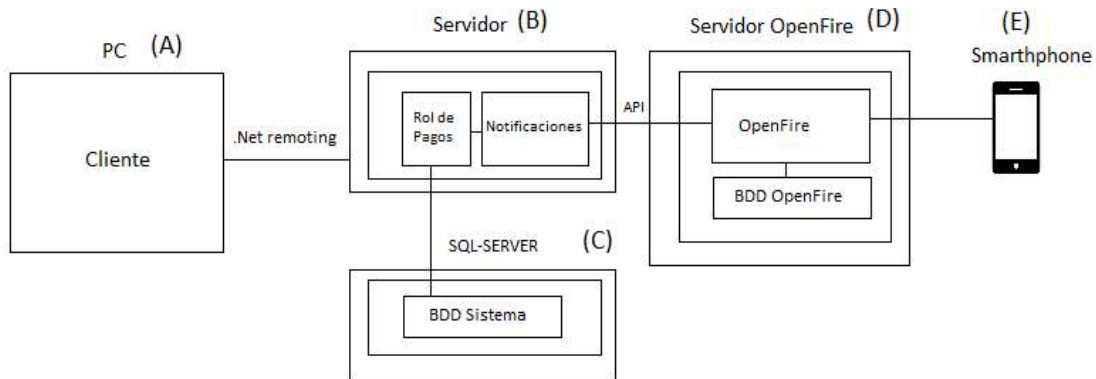 PC (A)
Cliente
.Net remoting
Servidor (B)
Rol de
Pagos
Notificaciones
API
SQL-SERVER (C)
BDD Sistema
Servidor OpenFire (D)
OpenFire
BDD OpenFire
(E)
Smarthphone